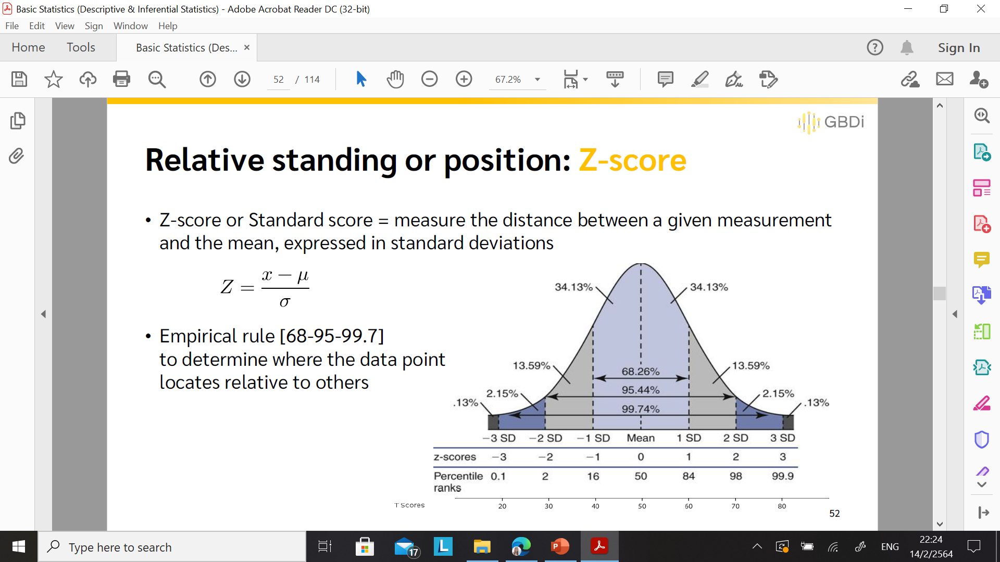 Basic Statistics (Descriptive & Inferential Statistics) - Adobe Acrobat Reader DC (32-bit)
File Edit View Sign Window Help
Home Tools Basic Statistics (Des... × Sign In
52 / 114 67.2%
GBDi
Relative standing or position: Z-score
• Z-score or Standard score = measure the distance between a given measurement
and the mean, expressed in standard deviations
Z = (x − μ) / σ
• Empirical rule [68-95-99.7]
to determine where the data point
locates relative to others
34.13% 34.13%
13.59% 13.59%
68.26%
95.44%
2.15% 2.15%
.13% .13%
99.74%
−3 SD −2 SD −1 SD Mean 1 SD 2 SD 3 SD
z-scores −3 −2 −1 0 1 2 3
Percentile 0.1 2 16 50 84 98 99.9
ranks
T Scores 20 30 40 50 60 70 80
52
Type here to search
17
L
P
ENG
22:24
14/2/2564